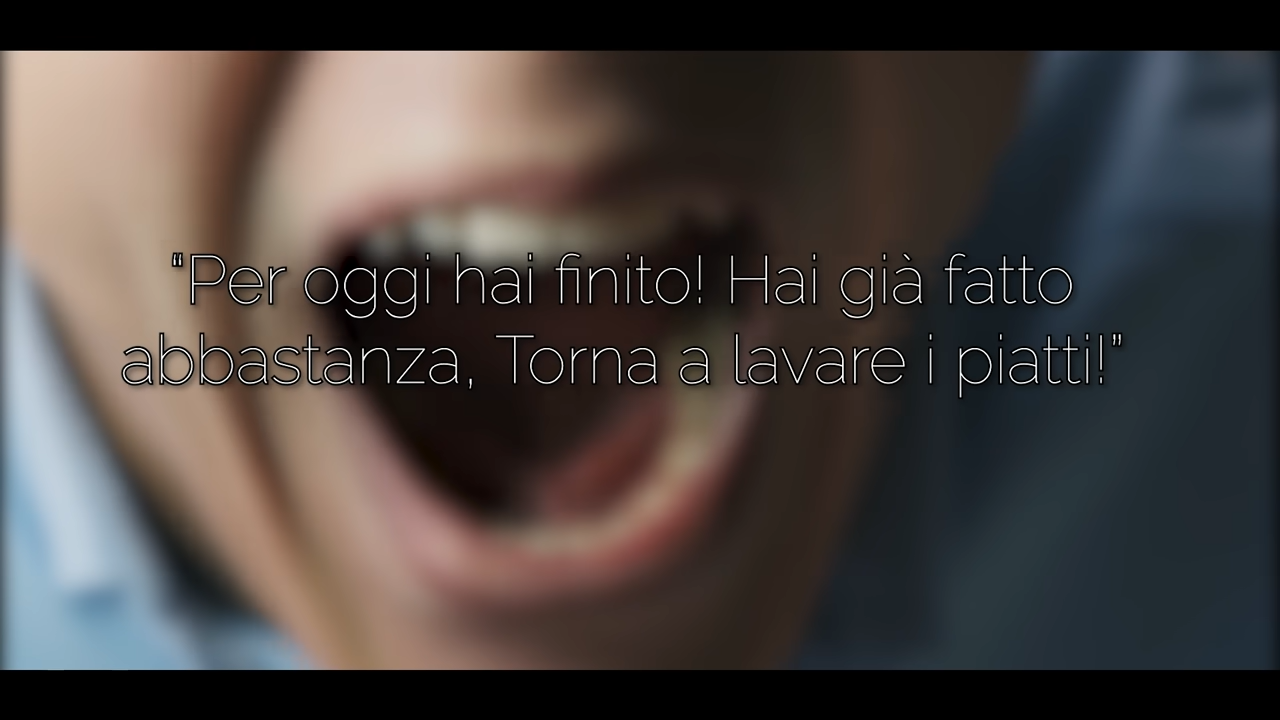 “Per oggi hai finito! Hai già fatto
abbastanza, Torna a lavare i piatti!”